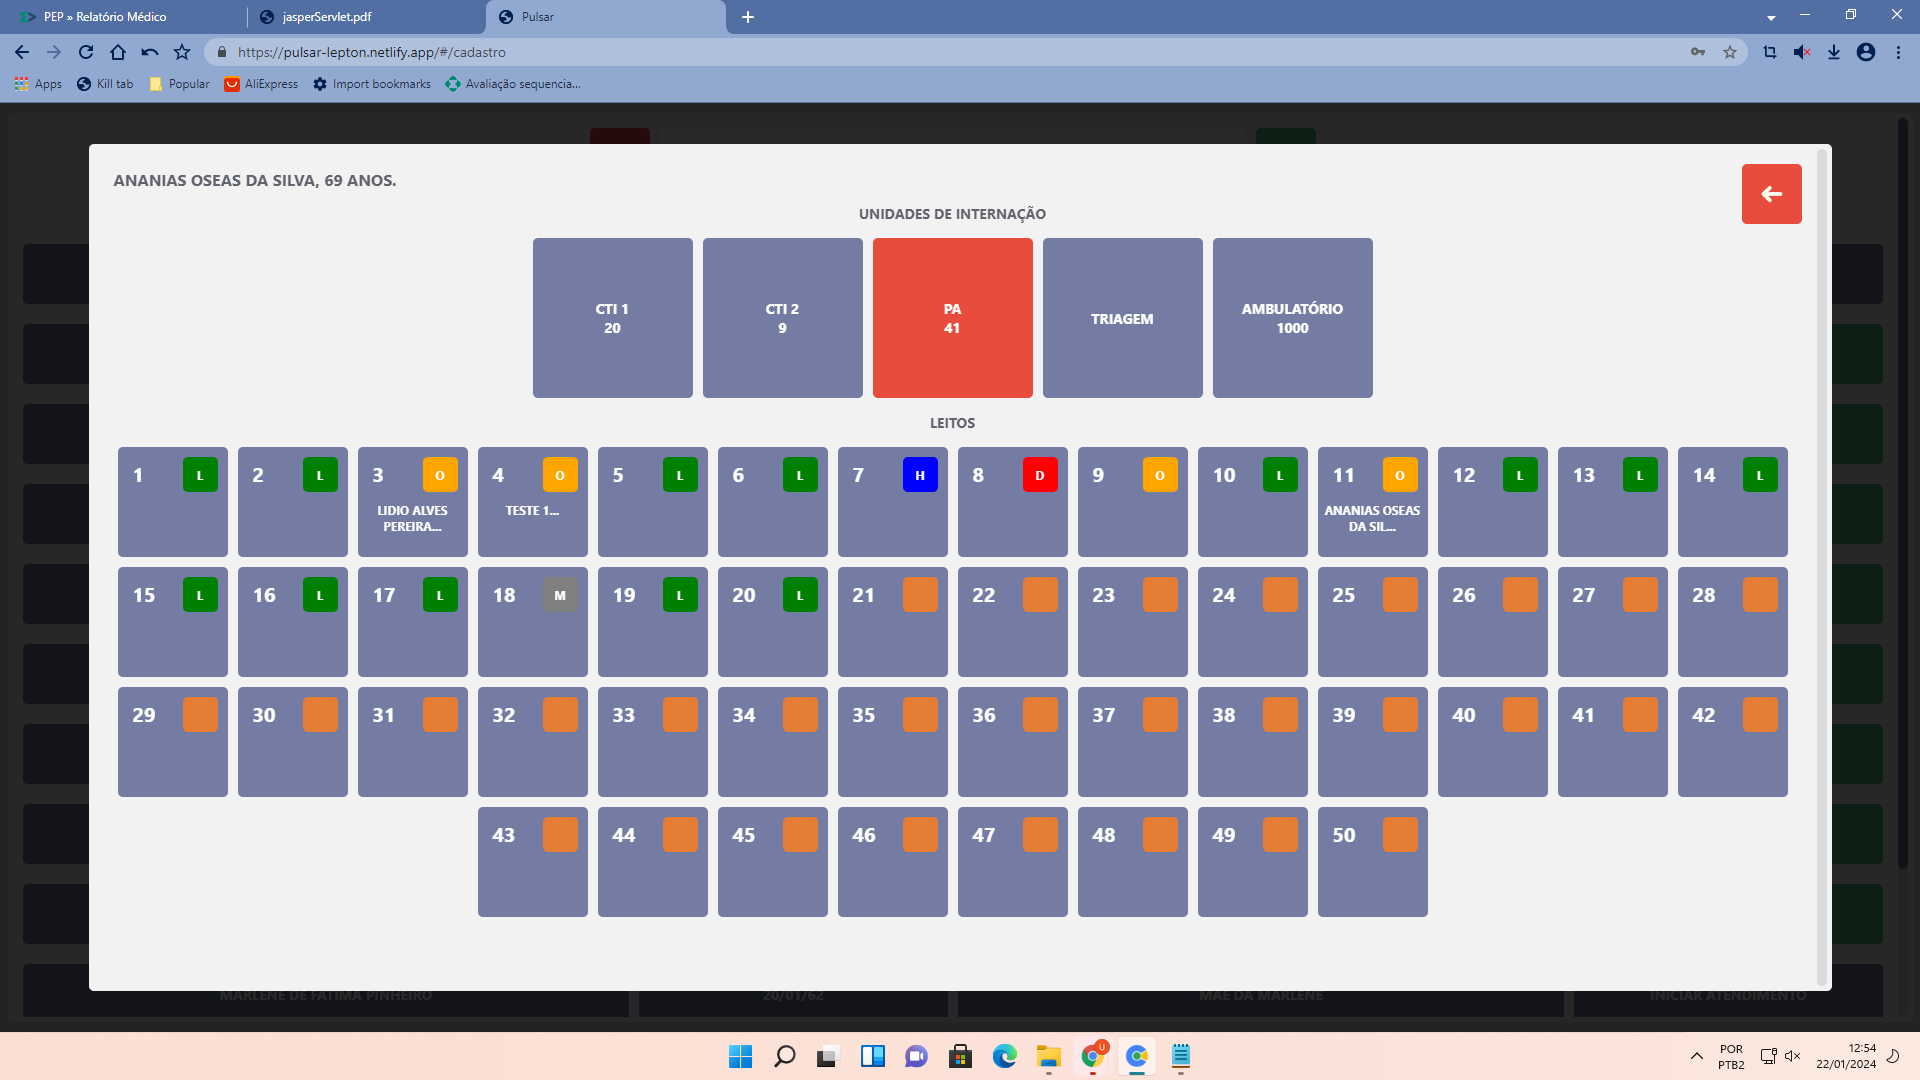 PEP » Relatório Médico
jasperServlet.pdf
Pulsar
https://pulsar-lepton.netlify.app/#/cadastro
Apps
Kill tab
Popular
AliExpress
Import bookmarks
Avaliação sequencia...
ANANIAS OSEAS DA SILVA, 69 ANOS.
UNIDADES DE INTERNAÇÃO
CTI 1
20
CTI 2
9
PA
41
TRIAGEM
AMBULATÓRIO
1000
LEITOS
1 L
2 L
3 O
LIDIO ALVES
PEREIRA...
4 O
TESTE 1...
5 L
6 L
7 H
8 D
9 O
10 L
11 O
ANANIAS OSEAS
DA SIL...
12 L
13 L
14 L
15 L
16 L
17 L
18 M
19 L
20 L
21
22
23
24
25
26
27
28
29
30
31
32
33
34
35
36
37
38
39
40
41
42
43
44
45
46
47
48
49
50
MARLENE DE FATIMA PINHEIRO
20/01/62
MAE DA MARLENE
INICIAR ATENDIMENTO
U
POR
PTB2
12:54
22/01/2024